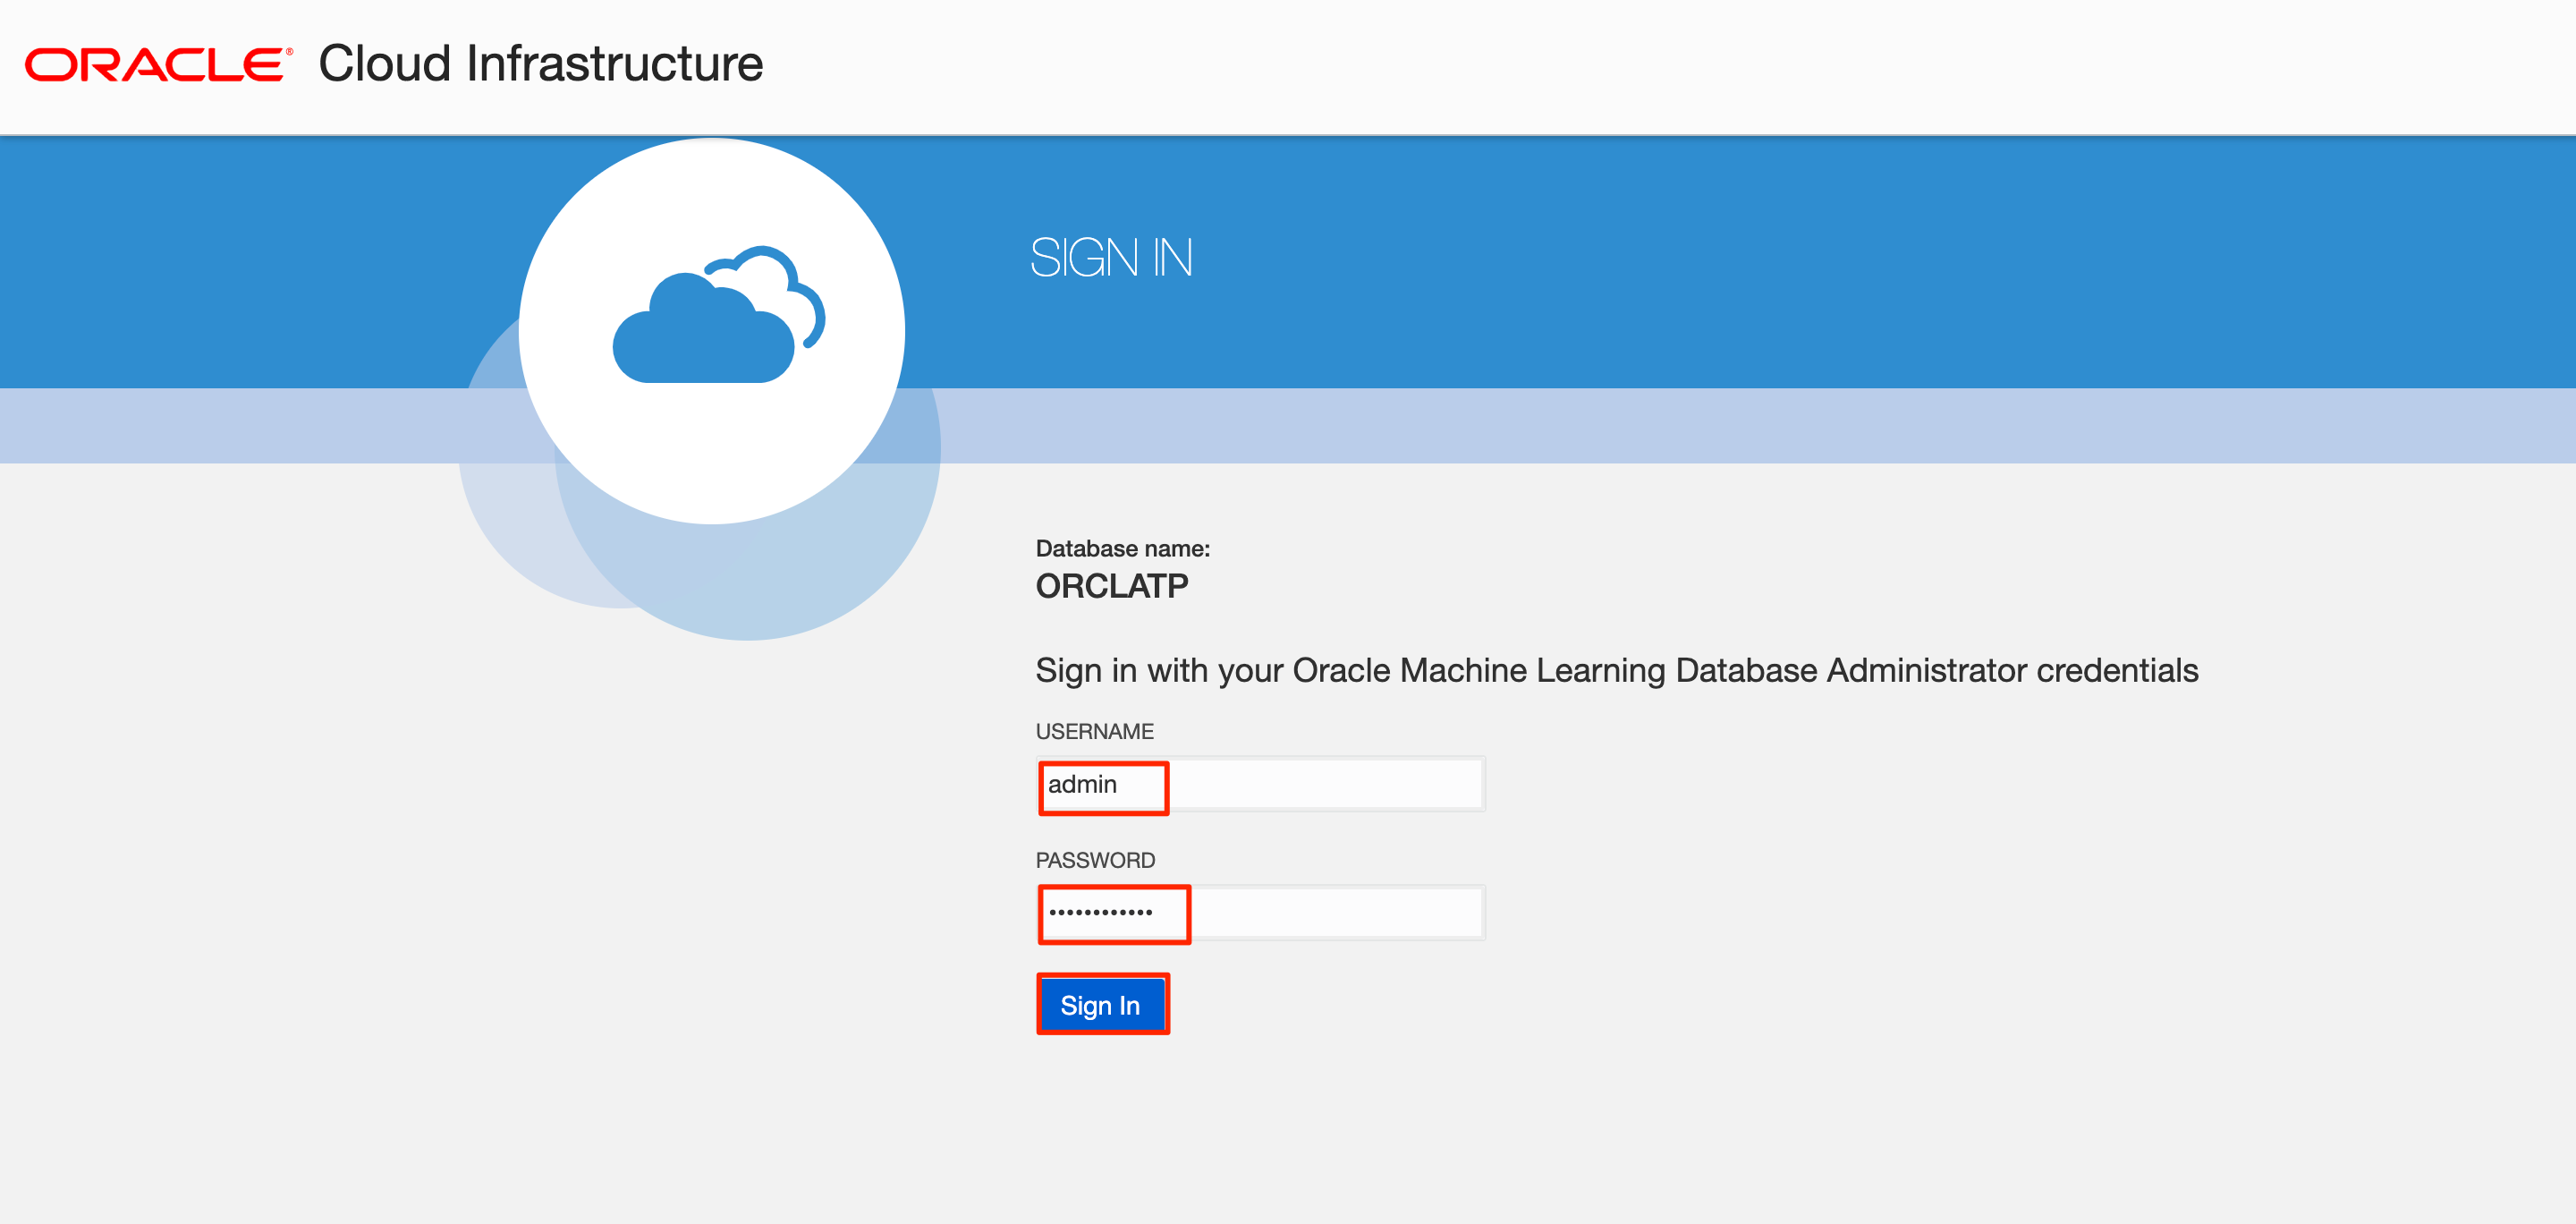 ORACLE® Cloud Infrastructure
SIGN IN
Database name:
ORCLATP
Sign in with your Oracle Machine Learning Database Administrator credentials
USERNAME
admin
PASSWORD
••••••••••••
Sign In